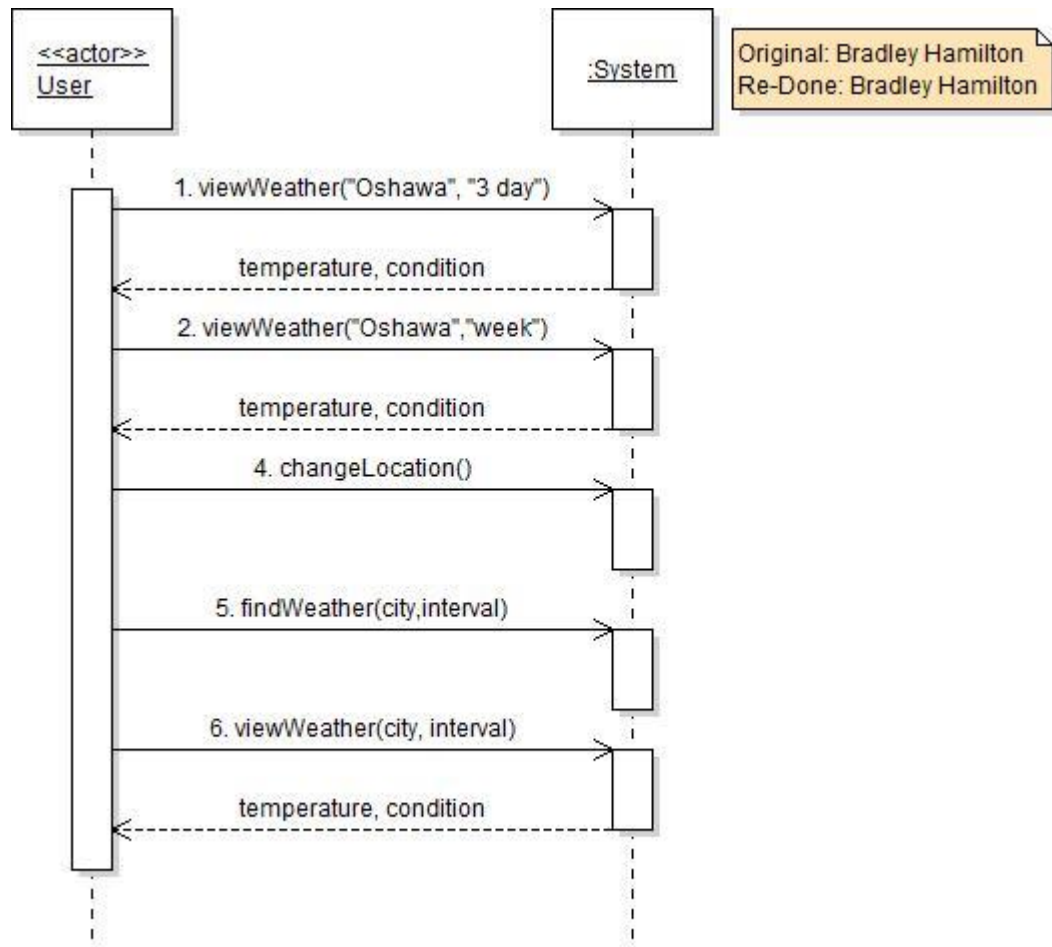 <<actor>>
User
:System
Original: Bradley Hamilton
Re-Done: Bradley Hamilton
1. viewWeather("Oshawa", "3 day")
temperature, condition
2. viewWeather("Oshawa","week")
temperature, condition
4. changeLocation()
5. findWeather(city,interval)
6. viewWeather(city, interval)
temperature, condition